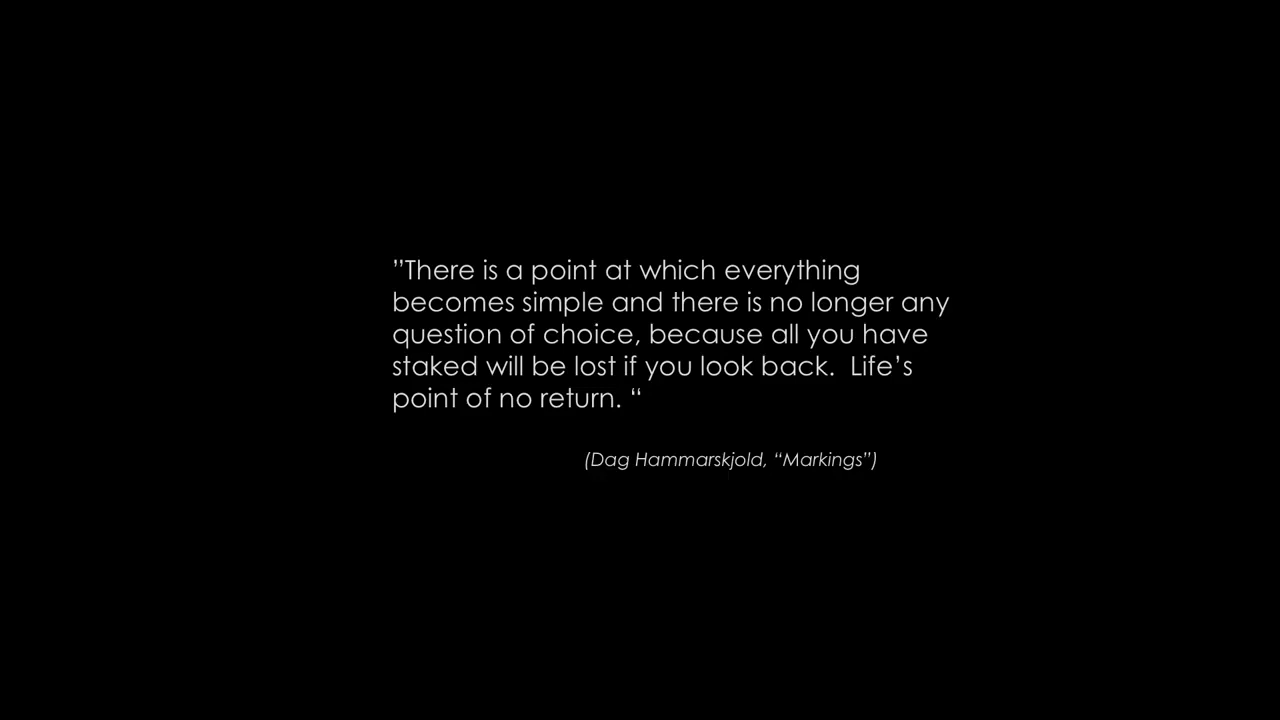 ”There is a point at which everything
becomes simple and there is no longer any
question of choice, because all you have
staked will be lost if you look back.  Life’s
point of no return. “
(Dag Hammarskjold, “Markings”)